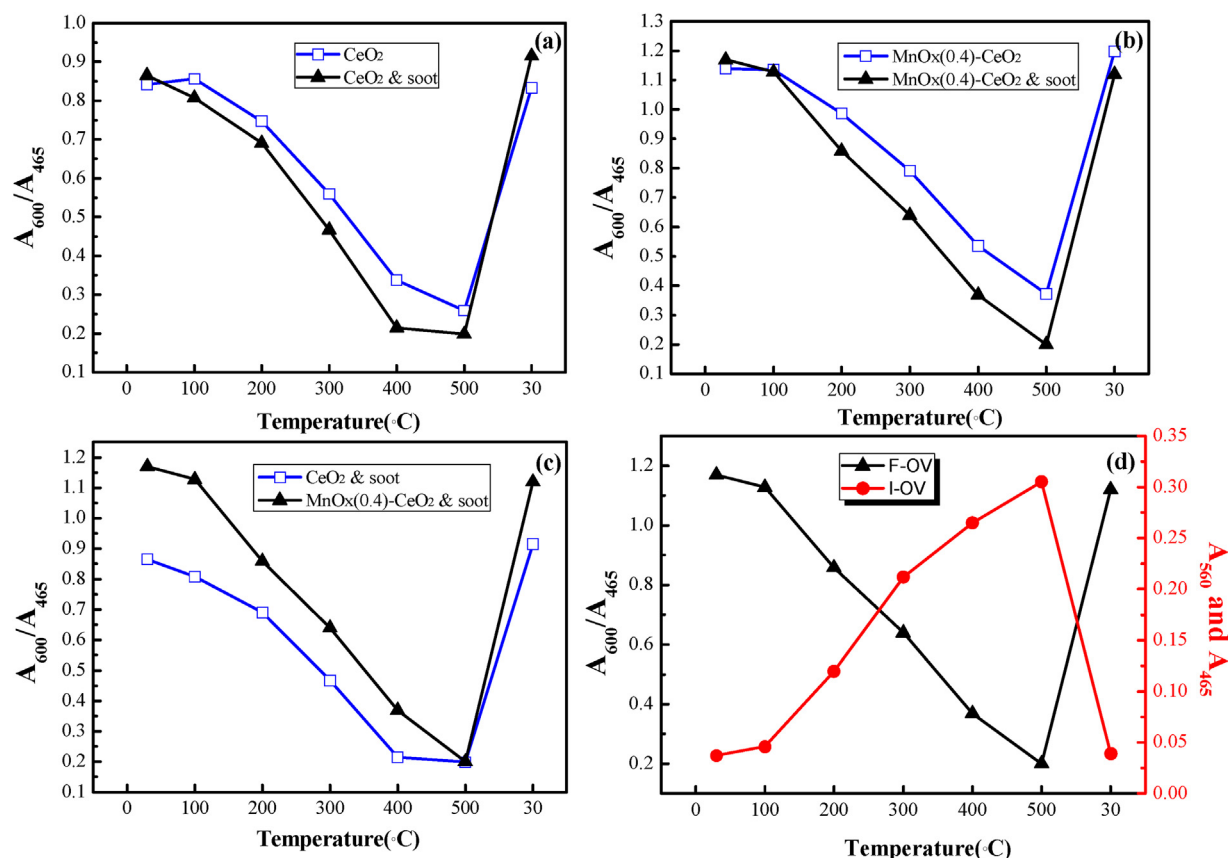 (a)
CeO2
CeO2 & soot
1.0
0.9
0.8
0.7
0.6
0.5
0.4
0.3
0.2
0.1
A600/A465
0 100 200 300 400 500 30
Temperature(◦C)
(b)
MnOx(0.4)-CeO2
MnOx(0.4)-CeO2 & soot
1.3
1.2
1.1
1.0
0.9
0.8
0.7
0.6
0.5
0.4
0.3
0.2
0.1
A600/A465
0 100 200 300 400 500 30
Temperature(◦C)
(c)
CeO2 & soot
MnOx(0.4)-CeO2 & soot
1.2
1.1
1.0
0.9
0.8
0.7
0.6
0.5
0.4
0.3
0.2
0.1
A600/A465
0 100 200 300 400 500 30
Temperature(◦C)
(d)
F-OV
I-OV
1.2
1.0
0.8
0.6
0.4
0.2
A600/A465
0.35
0.30
0.25
0.20
0.15
0.10
0.05
0.00
A560 and A465
0 100 200 300 400 500 30
Temperature(◦C)